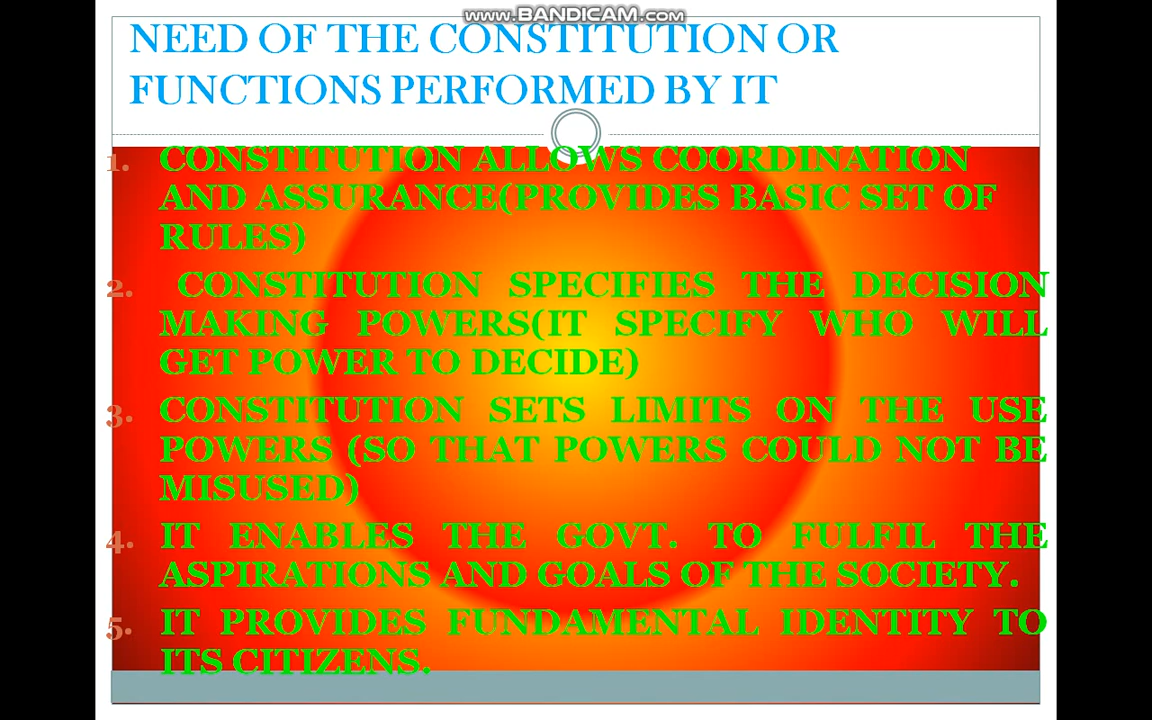 www.BANDICAM.com
NEED OF THE CONSTITUTION OR
FUNCTIONS PERFORMED BY IT
1. CONSTITUTION ALLOWS COORDINATION
AND ASSURANCE(PROVIDES BASIC SET OF
RULES)
2. CONSTITUTION SPECIFIES THE DECISION
MAKING POWERS(IT SPECIFY WHO WILL
GET POWER TO DECIDE)
3. CONSTITUTION SETS LIMITS ON THE USE
POWERS (SO THAT POWERS COULD NOT BE
MISUSED)
4. IT ENABLES THE GOVT. TO FULFIL THE
ASPIRATIONS AND GOALS OF THE SOCIETY.
5. IT PROVIDES FUNDAMENTAL IDENTITY TO
ITS CITIZENS.